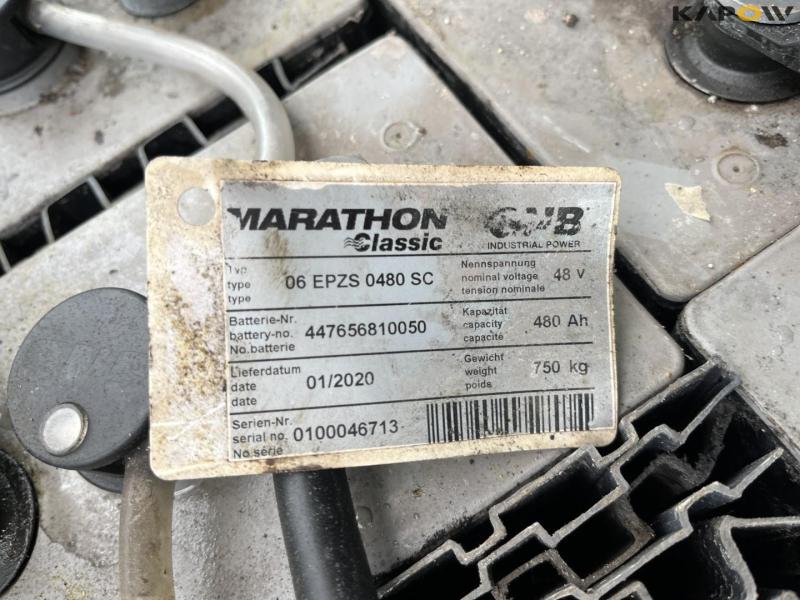 KAPOW
MARATHON
Classic
GNB
INDUSTRIAL POWER
Typ
type
type
06 EPZS 0480 SC
Nennspannung
nominal voltage
tension nominale
48 V
Batterie-Nr.
battery-no.
No.batterie
447656810050
Kapazität
capacity
capacité
480 Ah
Lieferdatum
date
date
01/2020
Gewicht
weight
poids
750 kg
Serien-Nr.
serial no.
No.série
0100046713